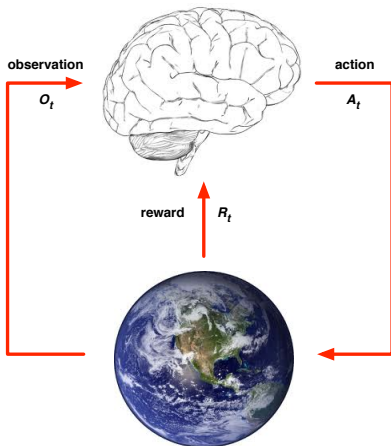 observation
action
O_t
A_t
reward
R_t